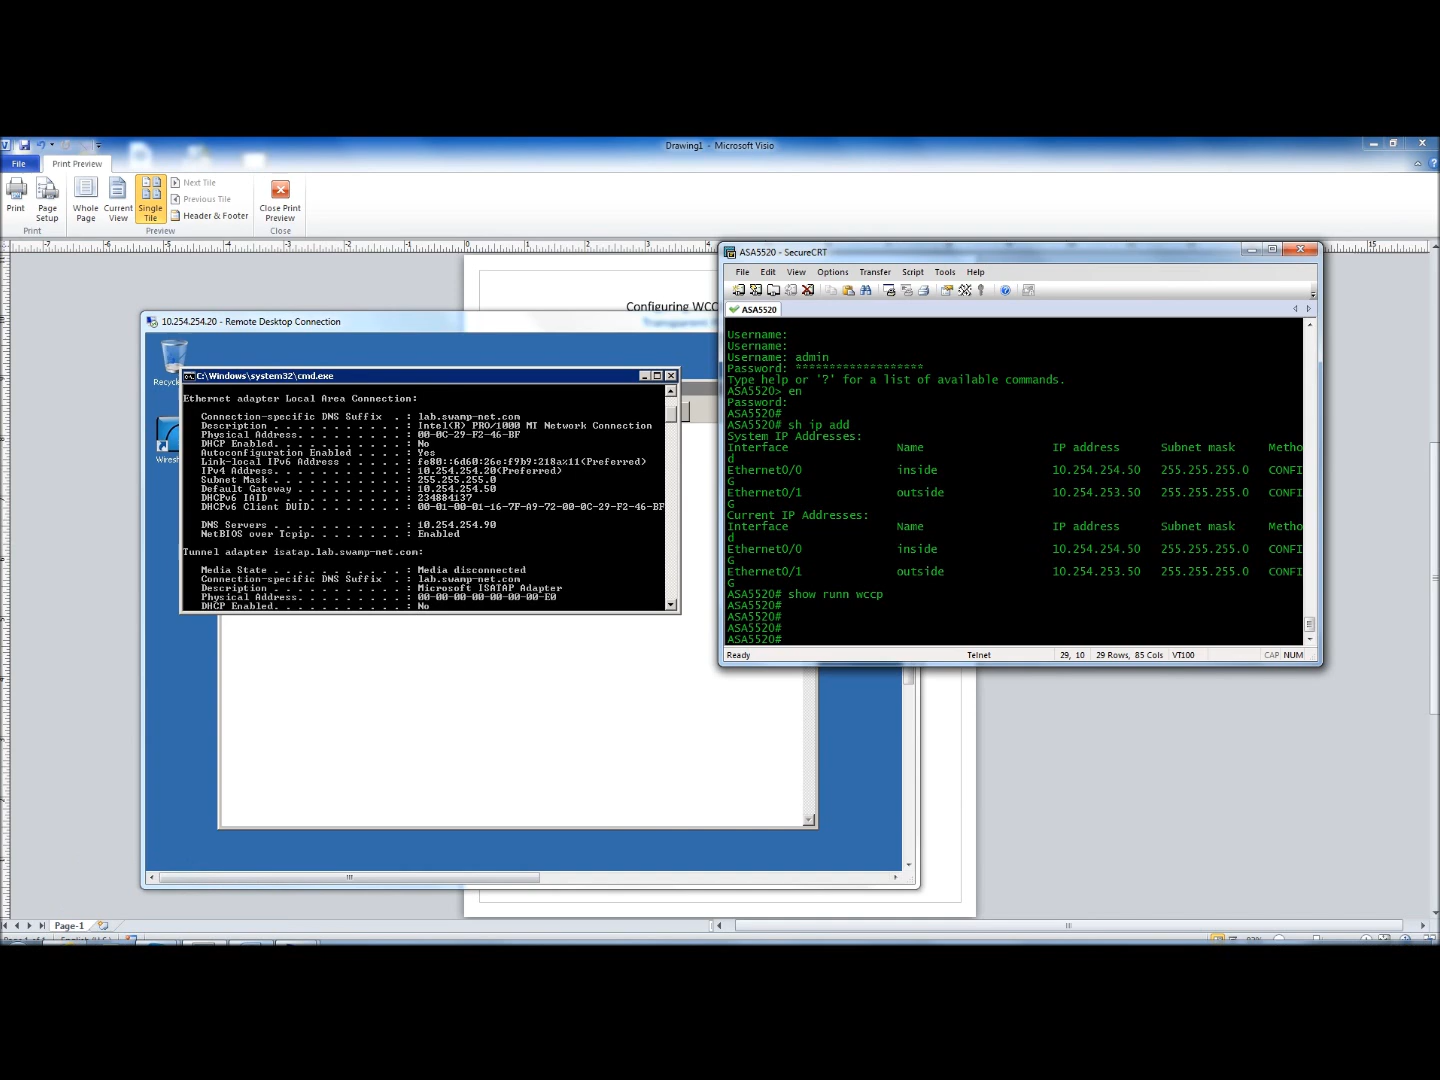 Drawing1 - Microsoft Visio
File
Print Preview
Print
Page Setup
Whole Page
Current View
Single Tile
Next Tile
Previous Tile
Header & Footer
Close Print Preview
Print
Preview
Close
Configuring WCC
10.254.254.20 - Remote Desktop Connection
Recyc
Wires
C:\Windows\system32\cmd.exe
Ethernet adapter Local Area Connection:
Connection-specific DNS Suffix . : lab.swamp-net.com
Description . . . . . . . . . . . : Intel(R) PRO/1000 MT Network Connection
Physical Address. . . . . . . . . : 00-0C-29-F2-46-BF
DHCP Enabled. . . . . . . . . . . : No
Autoconfiguration Enabled . . . . : Yes
Link-local IPv6 Address . . . . . : fe80::6d60:26e:f9b9:218a%11(Preferred)
IPv4 Address. . . . . . . . . . . : 10.254.254.20(Preferred)
Subnet Mask . . . . . . . . . . . : 255.255.255.0
Default Gateway . . . . . . . . . : 10.254.254.50
DHCPv6 IAID . . . . . . . . . . . : 234884137
DHCPv6 Client DUID. . . . . . . . : 00-01-00-01-16-7F-A9-72-00-0C-29-F2-46-BF
DNS Servers . . . . . . . . . . . : 10.254.254.90
NetBIOS over Tcpip. . . . . . . . : Enabled
Tunnel adapter isatap.lab.swamp-net.com:
Media State . . . . . . . . . . . : Media disconnected
Connection-specific DNS Suffix . : lab.swamp-net.com
Description . . . . . . . . . . . : Microsoft ISATAP Adapter
Physical Address. . . . . . . . . : 00-00-00-00-00-00-00-E0
DHCP Enabled. . . . . . . . . . . : No
ASA5520 - SecureCRT
File Edit View Options Transfer Script Tools Help
ASA5520
Username:
Username:
Username: admin
Password: *******************
Type help or '?' for a list of available commands.
ASA5520> en
Password:
ASA5520#
ASA5520# sh ip add
System IP Addresses:
Interface Name IP address Subnet mask Metho
d
Ethernet0/0 inside 10.254.254.50 255.255.255.0 CONFI
G
Ethernet0/1 outside 10.254.253.50 255.255.255.0 CONFI
G
Current IP Addresses:
Interface Name IP address Subnet mask Metho
d
Ethernet0/0 inside 10.254.254.50 255.255.255.0 CONFI
G
Ethernet0/1 outside 10.254.253.50 255.255.255.0 CONFI
G
ASA5520# show runn wccp
ASA5520#
ASA5520#
ASA5520#
ASA5520#
Ready Telnet 29, 10 29 Rows, 85 Cols VT100 CAP NUM
Page-1